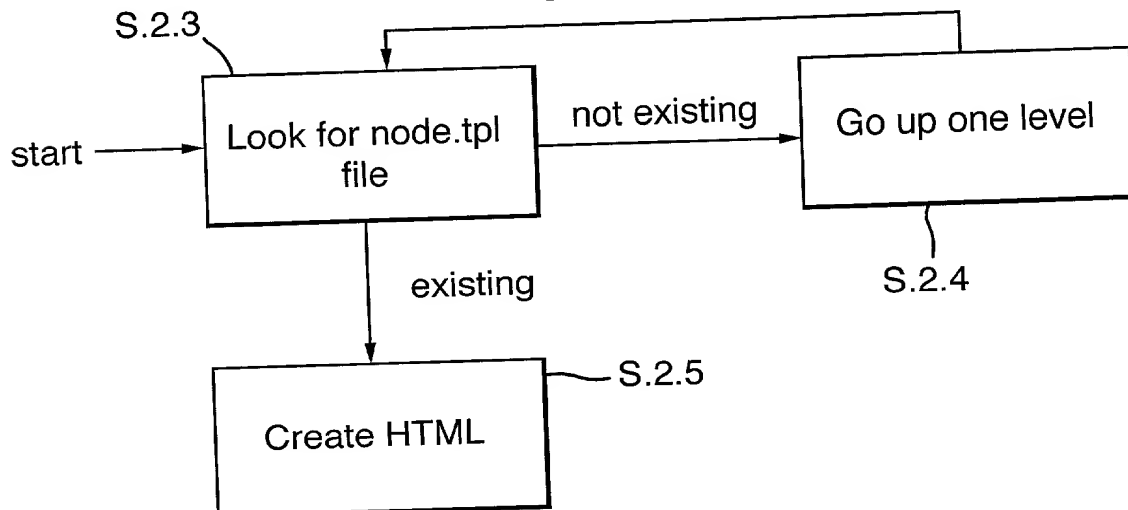 S.2.3
start
Look for node.tpl
file
not existing
Go up one level
S.2.4
existing
S.2.5
Create HTML